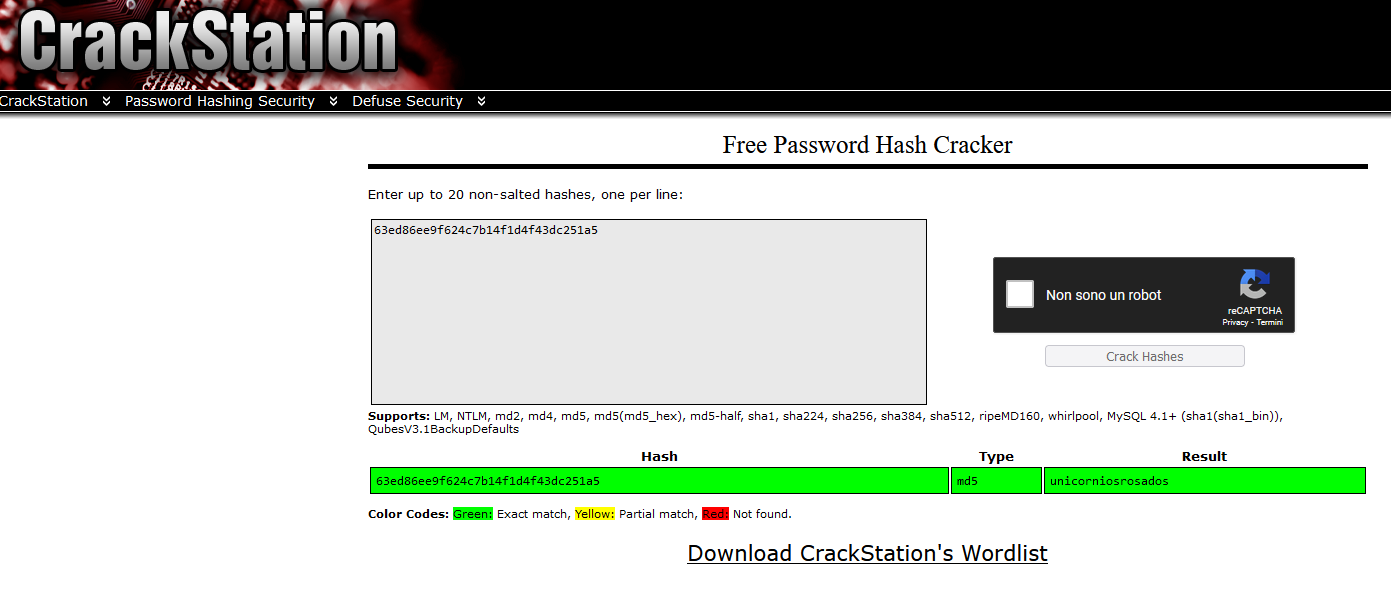 CrackStation
CrackStation Password Hashing Security Defuse Security
Free Password Hash Cracker
Enter up to 20 non-salted hashes, one per line:
63ed86ee9f624c7b14f1d4f43dc251a5
Non sono un robot
reCAPTCHA
Privacy - Termini
Crack Hashes
Supports: LM, NTLM, md2, md4, md5, md5(md5_hex), md5-half, sha1, sha224, sha256, sha384, sha512, ripeMD160, whirlpool, MySQL 4.1+ (sha1(sha1_bin)),
QubesV3.1BackupDefaults
Hash Type Result
63ed86ee9f624c7b14f1d4f43dc251a5 md5 unicorniosrosados
Color Codes: Green: Exact match, Yellow: Partial match, Red: Not found.
Download CrackStation's Wordlist